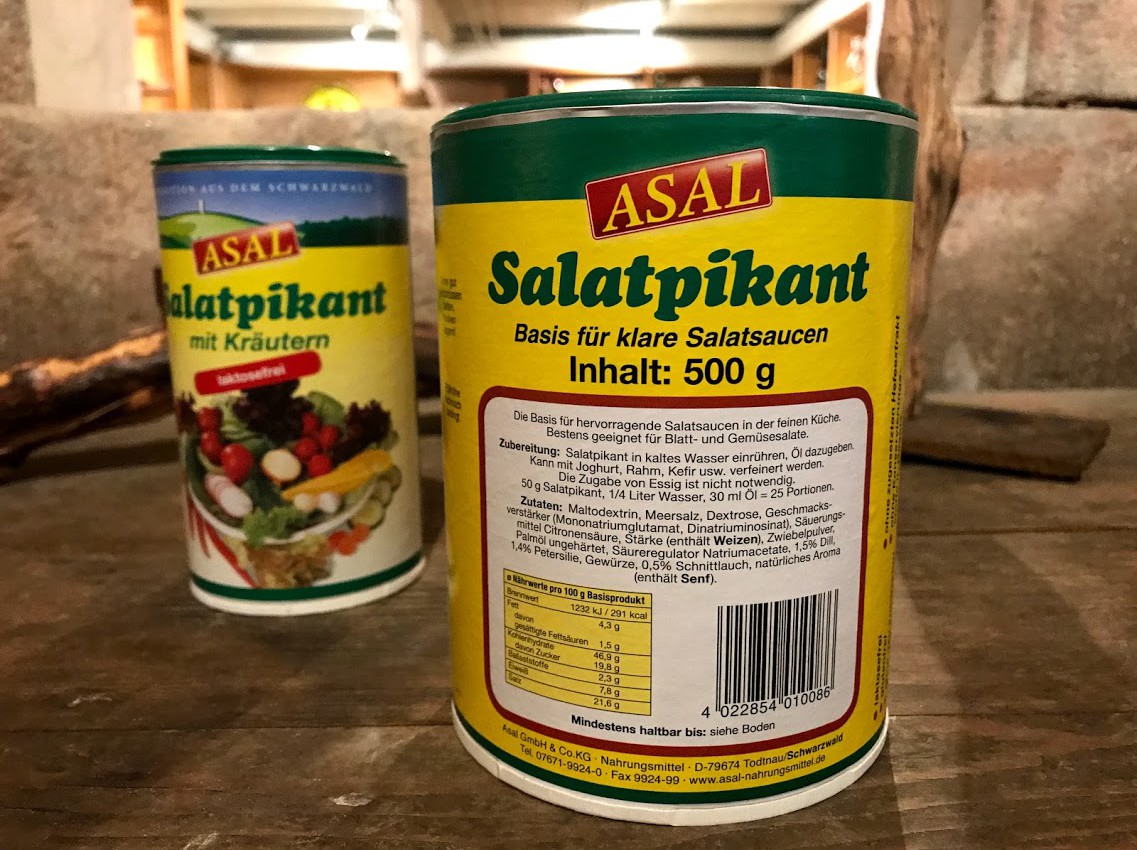 AUS DEM SCHWARZWALD
ASAL
Salatpikant
mit Kräutern
laktosefrei
ASAL
Salatpikant
Basis für klare Salatsaucen
Inhalt: 500 g
Die Basis für hervorragende Salatsaucen in der feinen Küche.
Bestens geeignet für Blatt- und Gemüsesalate.
Zubereitung: Salatpikant in kaltes Wasser einrühren, Öl dazugeben.
Kann mit Joghurt, Rahm, Kefir usw. verfeinert werden.
Die Zugabe von Essig ist nicht notwendig.
50 g Salatpikant, 1/4 Liter Wasser, 30 ml Öl = 25 Portionen.
Zutaten: Maltodextrin, Meersalz, Dextrose, Geschmacks-
verstärker (Mononatriumglutamat, Dinatriuminosinat), Säuerungs-
mittel Citronensäure, Stärke (enthält Weizen), Zwiebelpulver,
Palmöl ungehärtet, Säureregulator Natriumacetate, 1,5% Dill,
1,4% Petersilie, Gewürze, 0,5% Schnittlauch, natürliches Aroma
(enthält Senf).
ø Nährwerte pro 100 g Basisprodukt
Brennwert 1232 kJ / 291 kcal
Fett 4,3 g
davon
gesättigte Fettsäuren 1,5 g
Kohlenhydrate 46,9 g
davon Zucker 19,8 g
Ballaststoffe 2,3 g
Eiweiß 7,8 g
Salz 21,6 g
4 022854 010086
Mindestens haltbar bis: siehe Boden
Asal GmbH & Co.KG · Nahrungsmittel · D-79674 Todtnau/Schwarzwald
Tel. 07671-9924-0 · Fax 9924-99 · www.asal-nahrungsmittel.de
ohne zugesetzten Hefeextrakt
laktosefrei